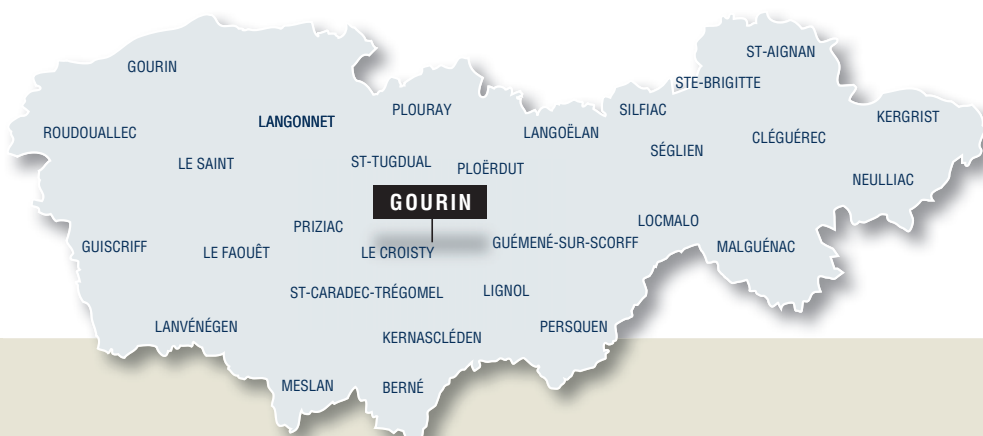 ST-AIGNAN
GOURIN
STE-BRIGITTE
PLOURAY
SILFIAC
KERGRIST
LANGONNET
ROUDOUALLEC
LANGOËLAN
CLÉGUÉREC
SÉGLIEN
LE SAINT
ST-TUGDUAL
PLOËRDUT
NEULLIAC
GOURIN
LOCMALO
PRIZIAC
GUISCRIFF
LE FAOUÊT
LE CROISTY
GUÉMENÉ-SUR-SCORFF
MALGUÉNAC
ST-CARADEC-TRÉGOMEL
LIGNOL
LANVÉNÉGEN
KERNASCLÉDEN
PERSQUEN
MESLAN
BERNÉ